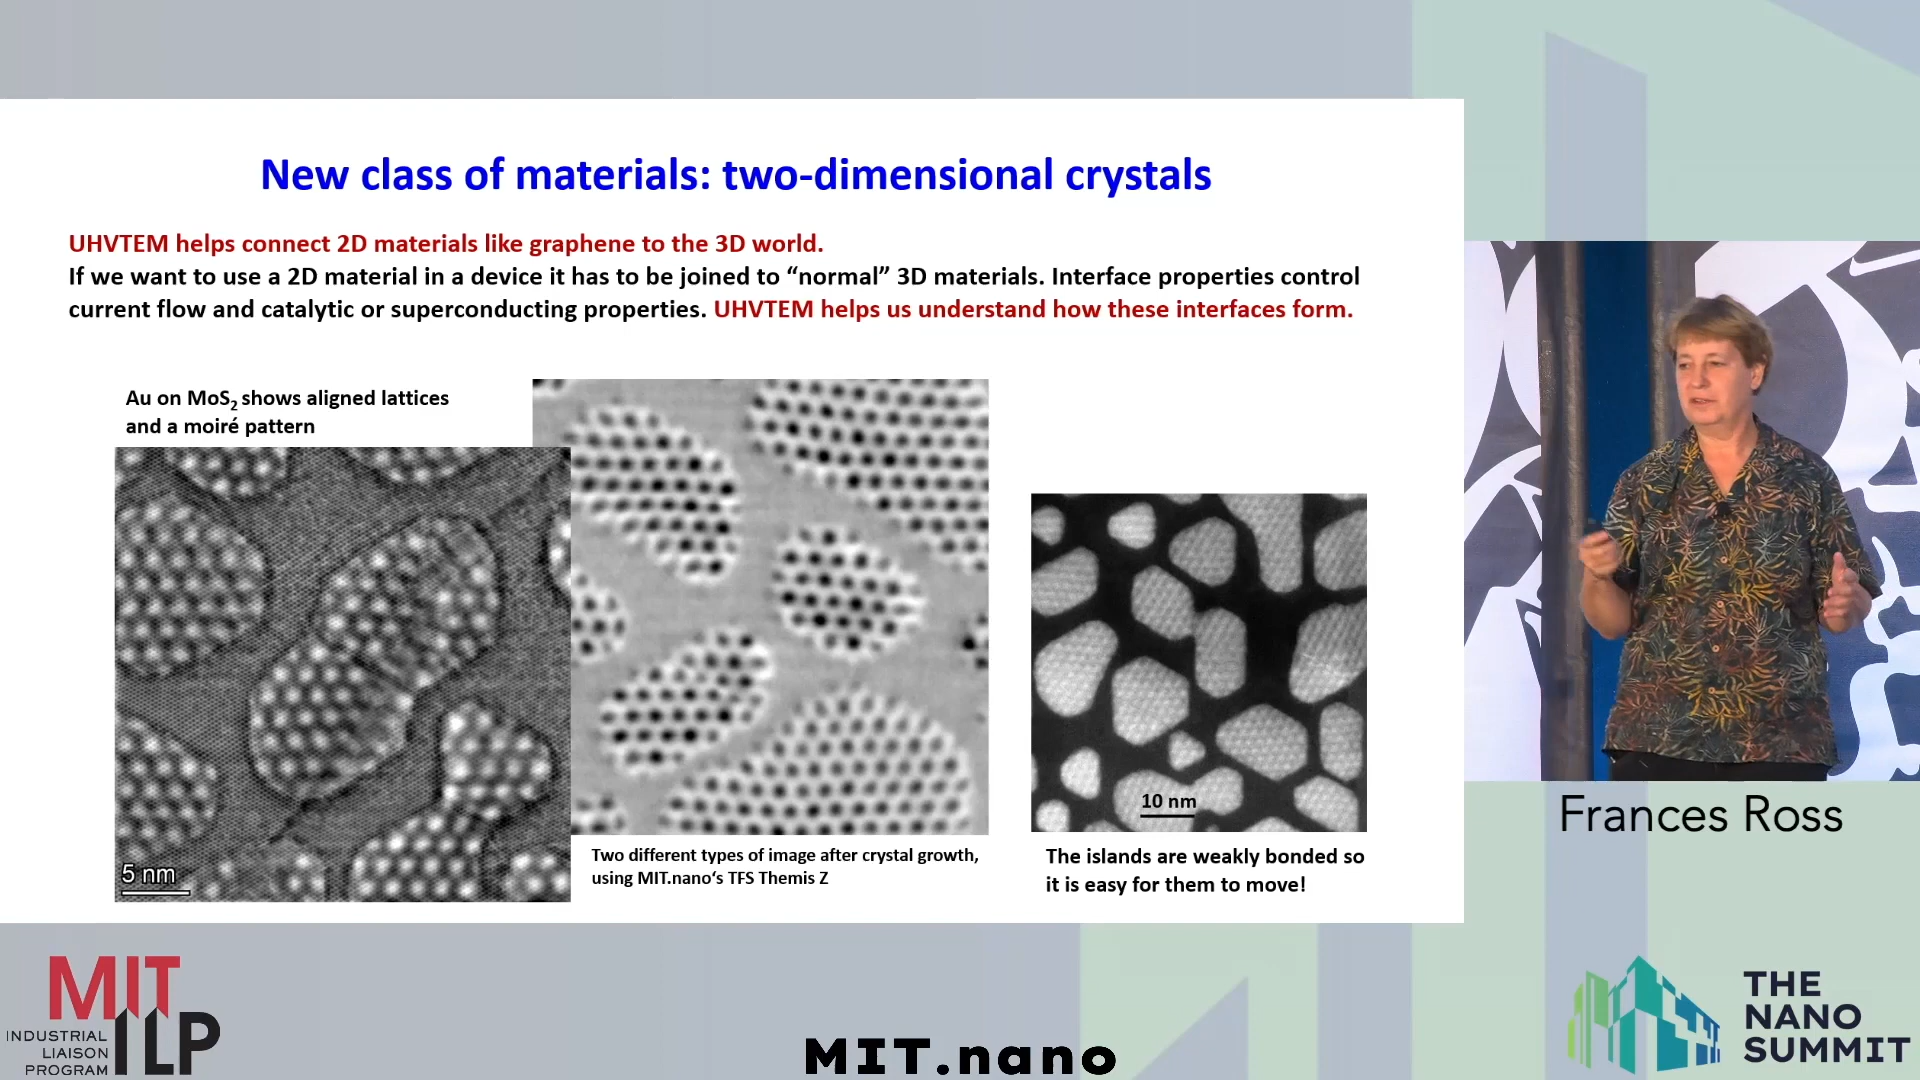 New class of materials: two-dimensional crystals
UHVTEM helps connect 2D materials like graphene to the 3D world.
If we want to use a 2D material in a device it has to be joined to “normal” 3D materials. Interface properties control
current flow and catalytic or superconducting properties. UHVTEM helps us understand how these interfaces form.
Au on MoS2 shows aligned lattices
and a moiré pattern
5 nm
Two different types of image after crystal growth,
using MIT.nano‘s TFS Themis Z
10 nm
The islands are weakly bonded so
it is easy for them to move!
Frances Ross
MIT
ILP
INDUSTRIAL
LIAISON
PROGRAM
MIT.nano
THE
NANO
SUMMIT